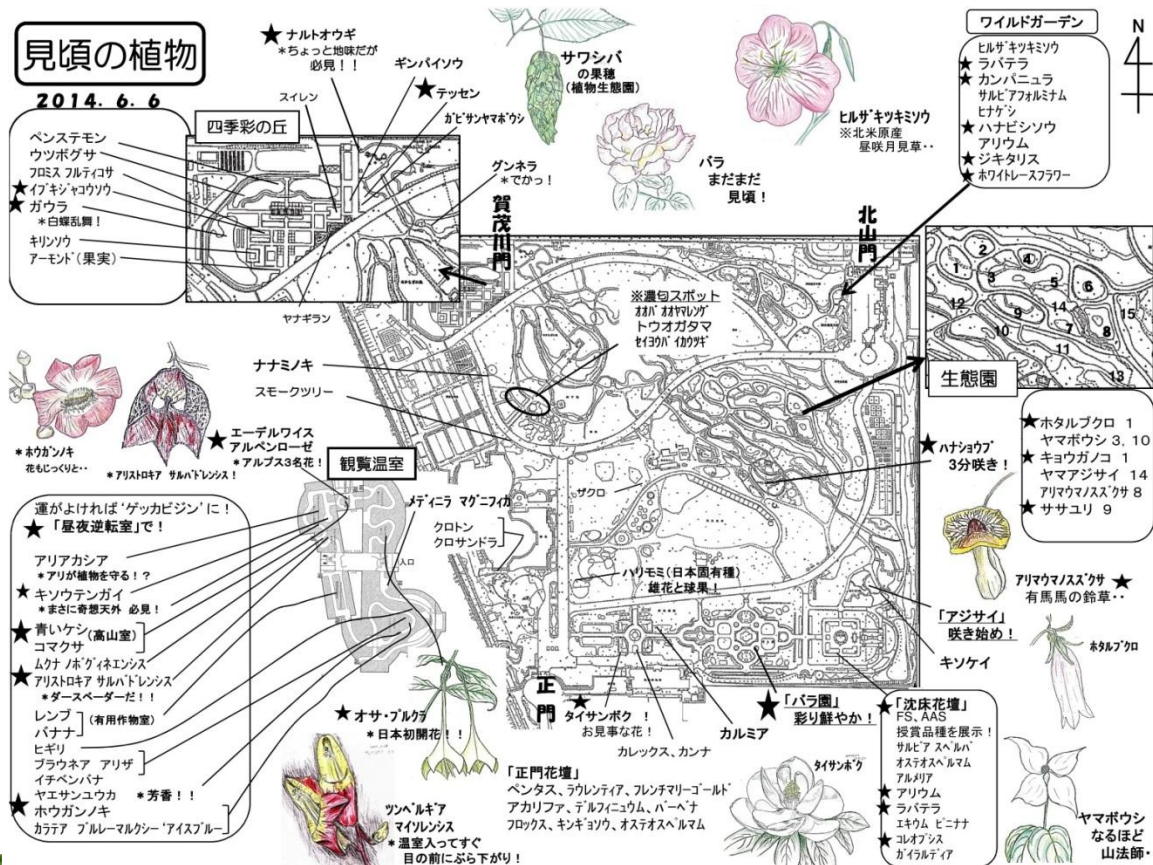 見頃の植物
2014.6.6
ペンステモン
ウツボグサ
フロミス フルティコサ
★イブキジャコウソウ
★ガウラ
*白蝶乱舞!
キリンソウ
アーモンド(果実)
四季彩の丘
★ナルトオウギ
*ちょっと地味だが
必見!!
スイレン
ギンパイソウ
★テッセン
ガビサンヤマボウシ
グンネラ
*でかっ!
ヤナギラン
賀茂川門
サワシバ
の果穂
(植物生態園)
バラ
まだまだ
見頃!
ヒルザキツキミソウ
※北米原産
昼咲月見草・・
ワイルドガーデン
ヒルザキツキミソウ
★ラバテラ
★カンパニュラ
サルビアフォルミナム
ヒナゲシ
★ハナビシソウ
アリウム
★ジキタリス
★ホワイトレースフラワー
N
北山門
※濃匂スポット
オオバオオヤマレンゲ
トウオガタマ
セイヨウバイカウツギ
ナナミノキ
スモークツリー
1
2
3
4
5
6
7
8
9
10
11
12
13
14
15
生態園
★ホタルブクロ 1
ヤマボウシ 3, 10
★キョウガノコ 1
ヤマアジサイ 14
アリマウマノスズクサ 8
★ササユリ 9
*ホウガンノキ
花もじっくりと・・
*アリストロキア サルバドレンシス!
★エーデルワイス
アルペンローゼ
*アルプス3名花!
観覧温室
メディニラ マグニフィカ
クロトン
クロサンドラ
入口
ザクロ
ハリモミ(日本固有種)
雄花と球果!
★ハナショウブ
3分咲き!
アリマウマノスズクサ★
有馬馬の鈴草・・
「アジサイ」
咲き始め!
キソケイ
ホタルブクロ
運がよければ‘ゲッカビジン’に!
★「昼夜逆転室」で!
アリアカシア
*アリが植物を守る!?
★キソウテンガイ
*まさに奇想天外 必見!
★青いケシ(高山室)
コマクサ
ムクナ ノボグイネエンシス
★アリストロキア サルバドレンシス
*ダースベーダーだ!!
レンブ(有用作物室)
バナナ
ヒギリ
ブラウネア アリザ
イチベンバナ
ヤエサンユウカ *芳香!!
★ホウガンノキ
カラテア ブルレーマルクシー‘アイスブルー’
★オサ・プルクラ
*日本初開花!!
ツンベルギア
マイソレンシス
*温室入ってすぐ
目の前にぶら下がり!
正門
★タイサンボク!
お見事な花!
カレックス、カンナ
カルミア
★「バラ園」
彩り鮮やか!
「正門花壇」
ペンタス、ラウレンティア、フレンチマリーゴールド
アカリファ、デルフィニュウム、バーベナ
フロックス、キンギョソウ、オステオスペルマム
タイサンボク
★「沈床花壇」
FS、AAS
授賞品種を展示!
サルビア スペルバ
オステオスペルマム
アルメリア
★アリウム
★ラバテラ
エキウム ピニナナ
★コレオプシス
ガイラルディア
ヤマボウシ
なるほど
山法師・・